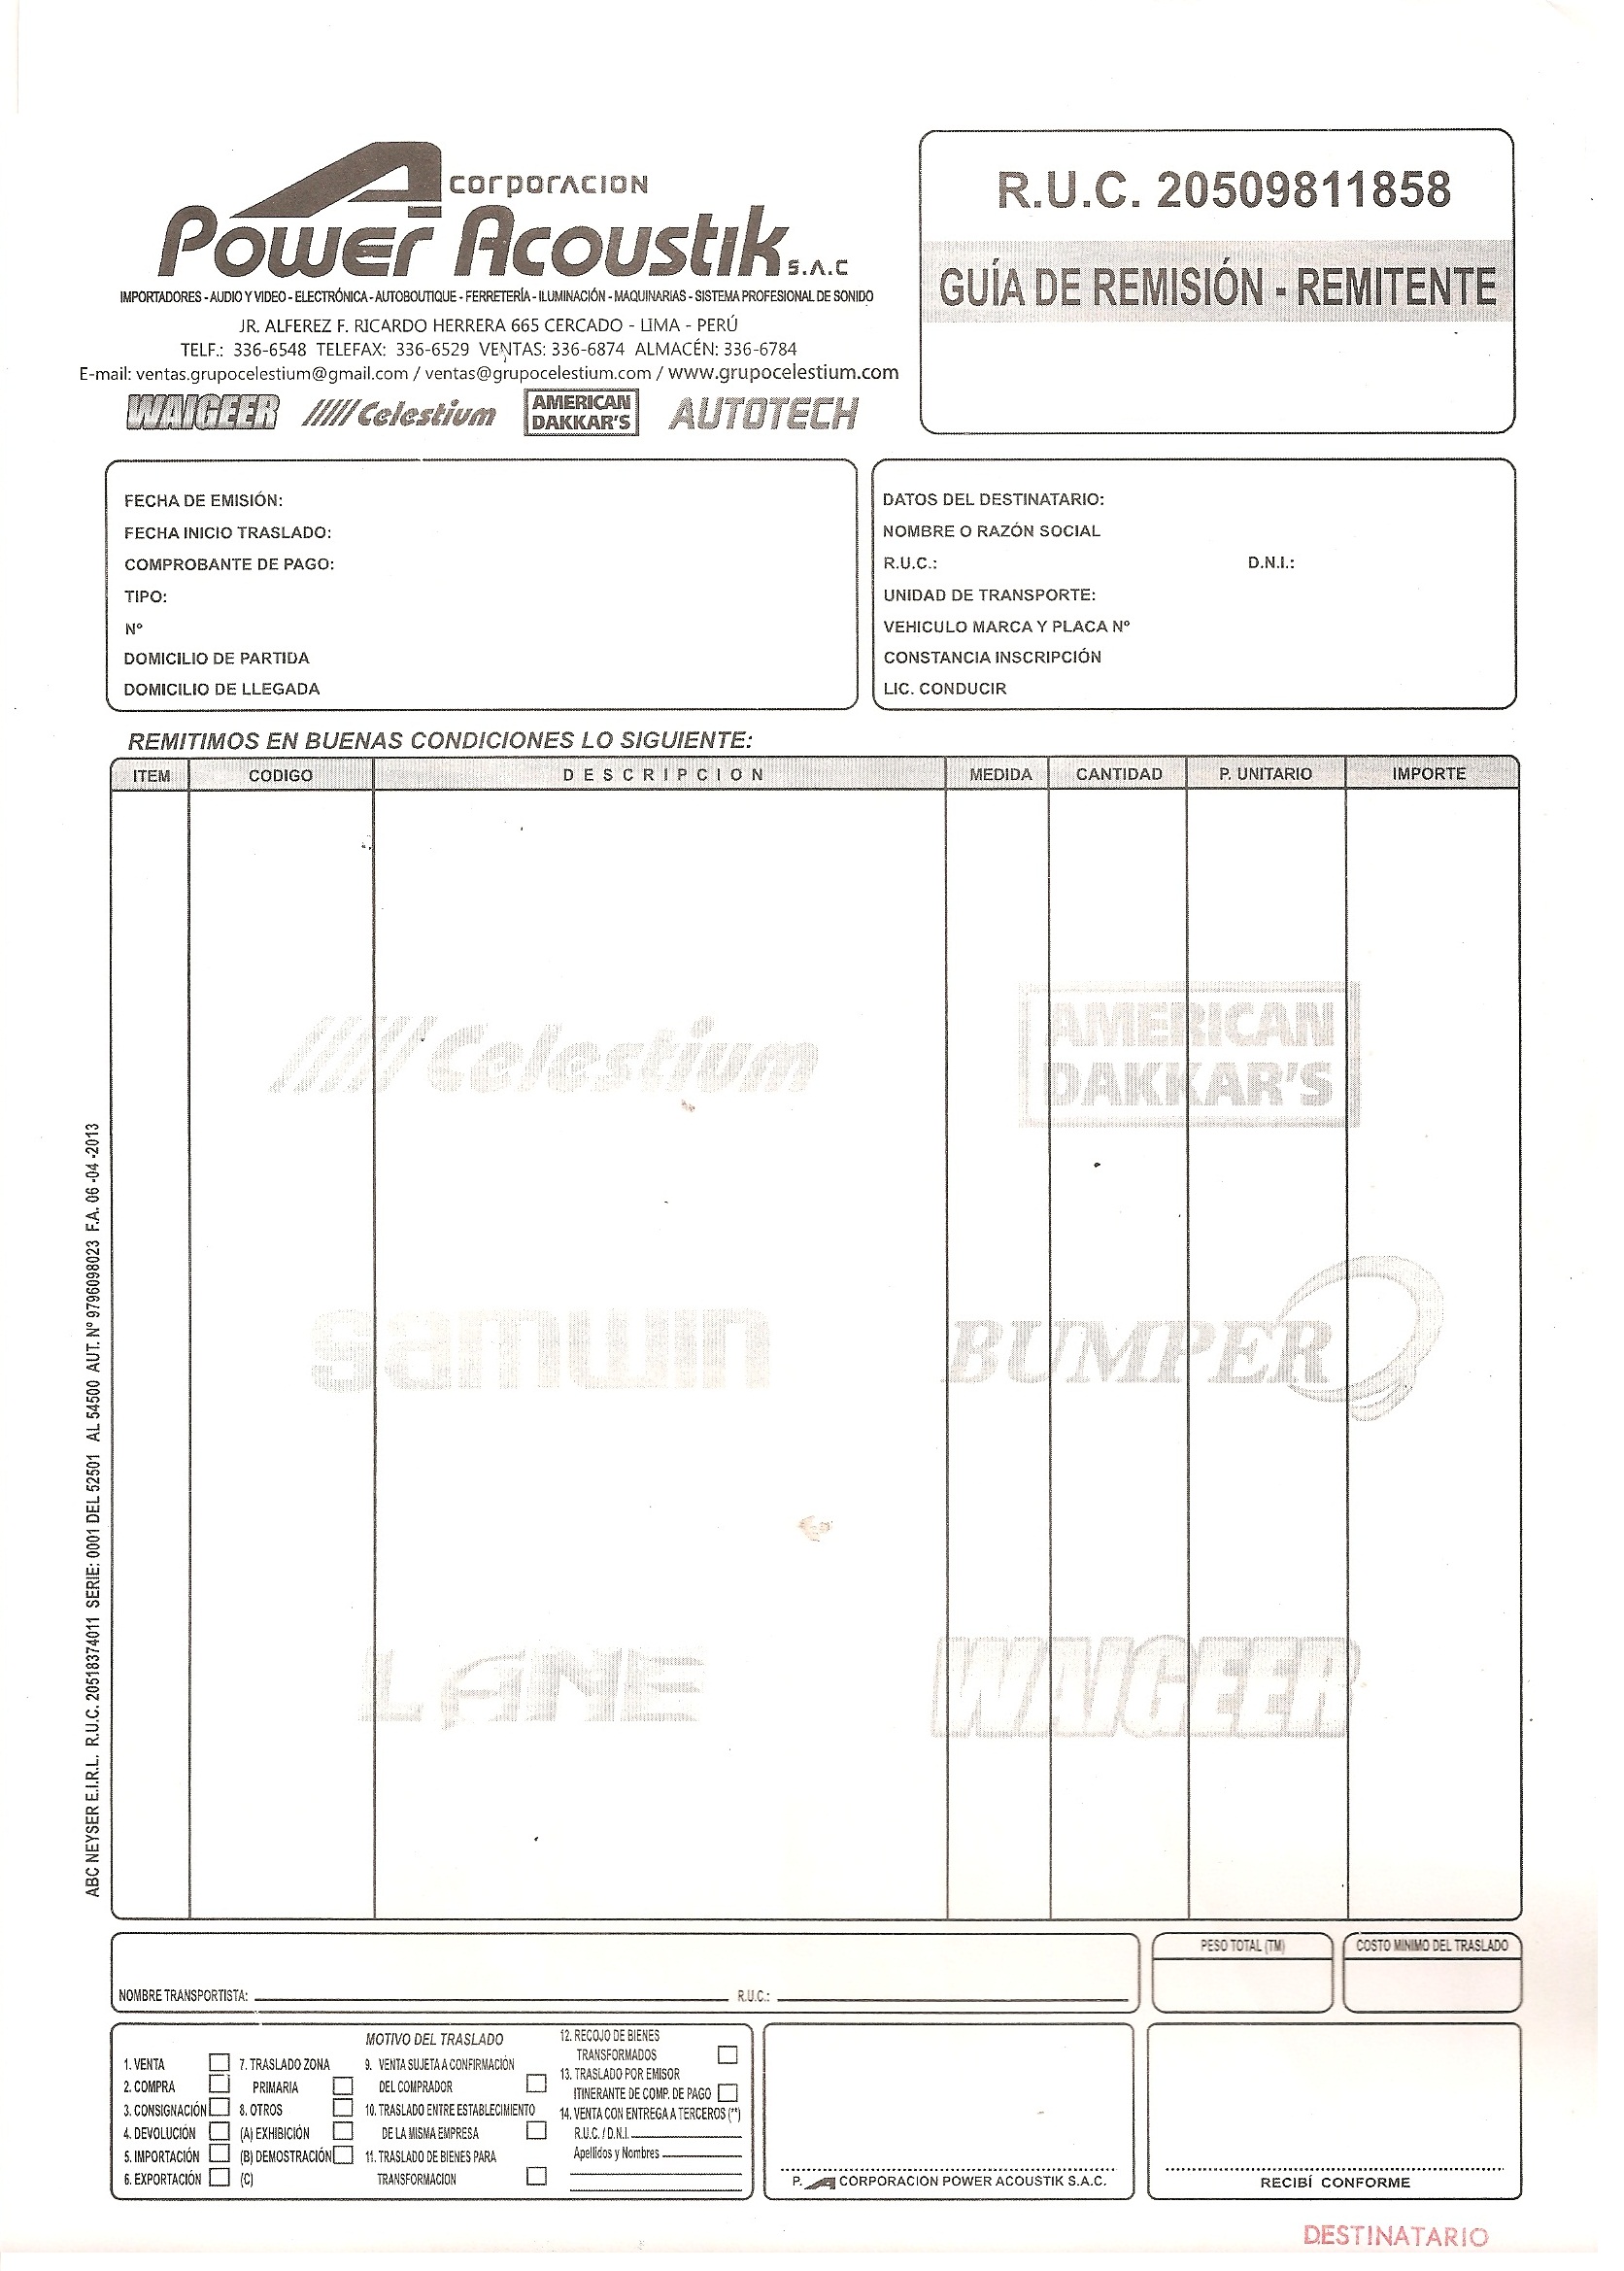 CORPORACION
Power Acoustik S.A.C
IMPORTADORES - AUDIO Y VIDEO - ELECTRÓNICA - AUTOBOUTIQUE - FERRETERÍA - ILUMINACIÓN - MAQUINARIAS - SISTEMA PROFESIONAL DE SONIDO
JR. ALFEREZ F. RICARDO HERRERA 665 CERCADO - LIMA - PERÚ
TELF.: 336-6548 TELEFAX: 336-6529 VENTAS: 336-6874 ALMACÉN: 336-6784
E-mail: ventas.grupocelestium@gmail.com / ventas@grupocelestium.com / www.grupocelestium.com
WAIGEER Celestium AMERICAN DAKKAR'S AUTOTECH
R.U.C. 20509811858
GUÍA DE REMISIÓN - REMITENTE
FECHA DE EMISIÓN:
FECHA INICIO TRASLADO:
COMPROBANTE DE PAGO:
TIPO:
Nº
DOMICILIO DE PARTIDA
DOMICILIO DE LLEGADA
DATOS DEL DESTINATARIO:
NOMBRE O RAZÓN SOCIAL
R.U.C.: D.N.I.:
UNIDAD DE TRANSPORTE:
VEHICULO MARCA Y PLACA Nº
CONSTANCIA INSCRIPCIÓN
LIC. CONDUCIR
REMITIMOS EN BUENAS CONDICIONES LO SIGUIENTE:
ITEM CODIGO DESCRIPCION MEDIDA CANTIDAD P. UNITARIO IMPORTE
Celestium
AMERICAN
DAKKAR'S
samwin
BUMPER
LANE
WAIGEER
ABC NEYSER E.I.R.L. R.U.C. 20518374011 SERIE: 0001 DEL 52501 AL 54500 AUT. Nº 9796098023 F.A. 06 -04 -2013
NOMBRE TRANSPORTISTA: R.U.C.:
PESO TOTAL (TM)
COSTO MINIMO DEL TRASLADO
MOTIVO DEL TRASLADO
1. VENTA
2. COMPRA
3. CONSIGNACIÓN
4. DEVOLUCIÓN
5. IMPORTACIÓN
6. EXPORTACIÓN
7. TRASLADO ZONA
PRIMARIA
8. OTROS
(A) EXHIBICIÓN
(B) DEMOSTRACIÓN
(C)
9. VENTA SUJETA A CONFIRMACIÓN
DEL COMPRADOR
10. TRASLADO ENTRE ESTABLECIMIENTO
DE LA MISMA EMPRESA
11. TRASLADO DE BIENES PARA
TRANSFORMACION
12. RECOJO DE BIENES
TRANSFORMADOS
13. TRASLADO POR EMISOR
ITINERANTE DE COMP. DE PAGO
14. VENTA CON ENTREGA A TERCEROS (**)
R.U.C. / D.N.I.
Apellidos y Nombres
P. CORPORACION POWER ACOUSTIK S.A.C.
RECIBÍ CONFORME
DESTINATARIO